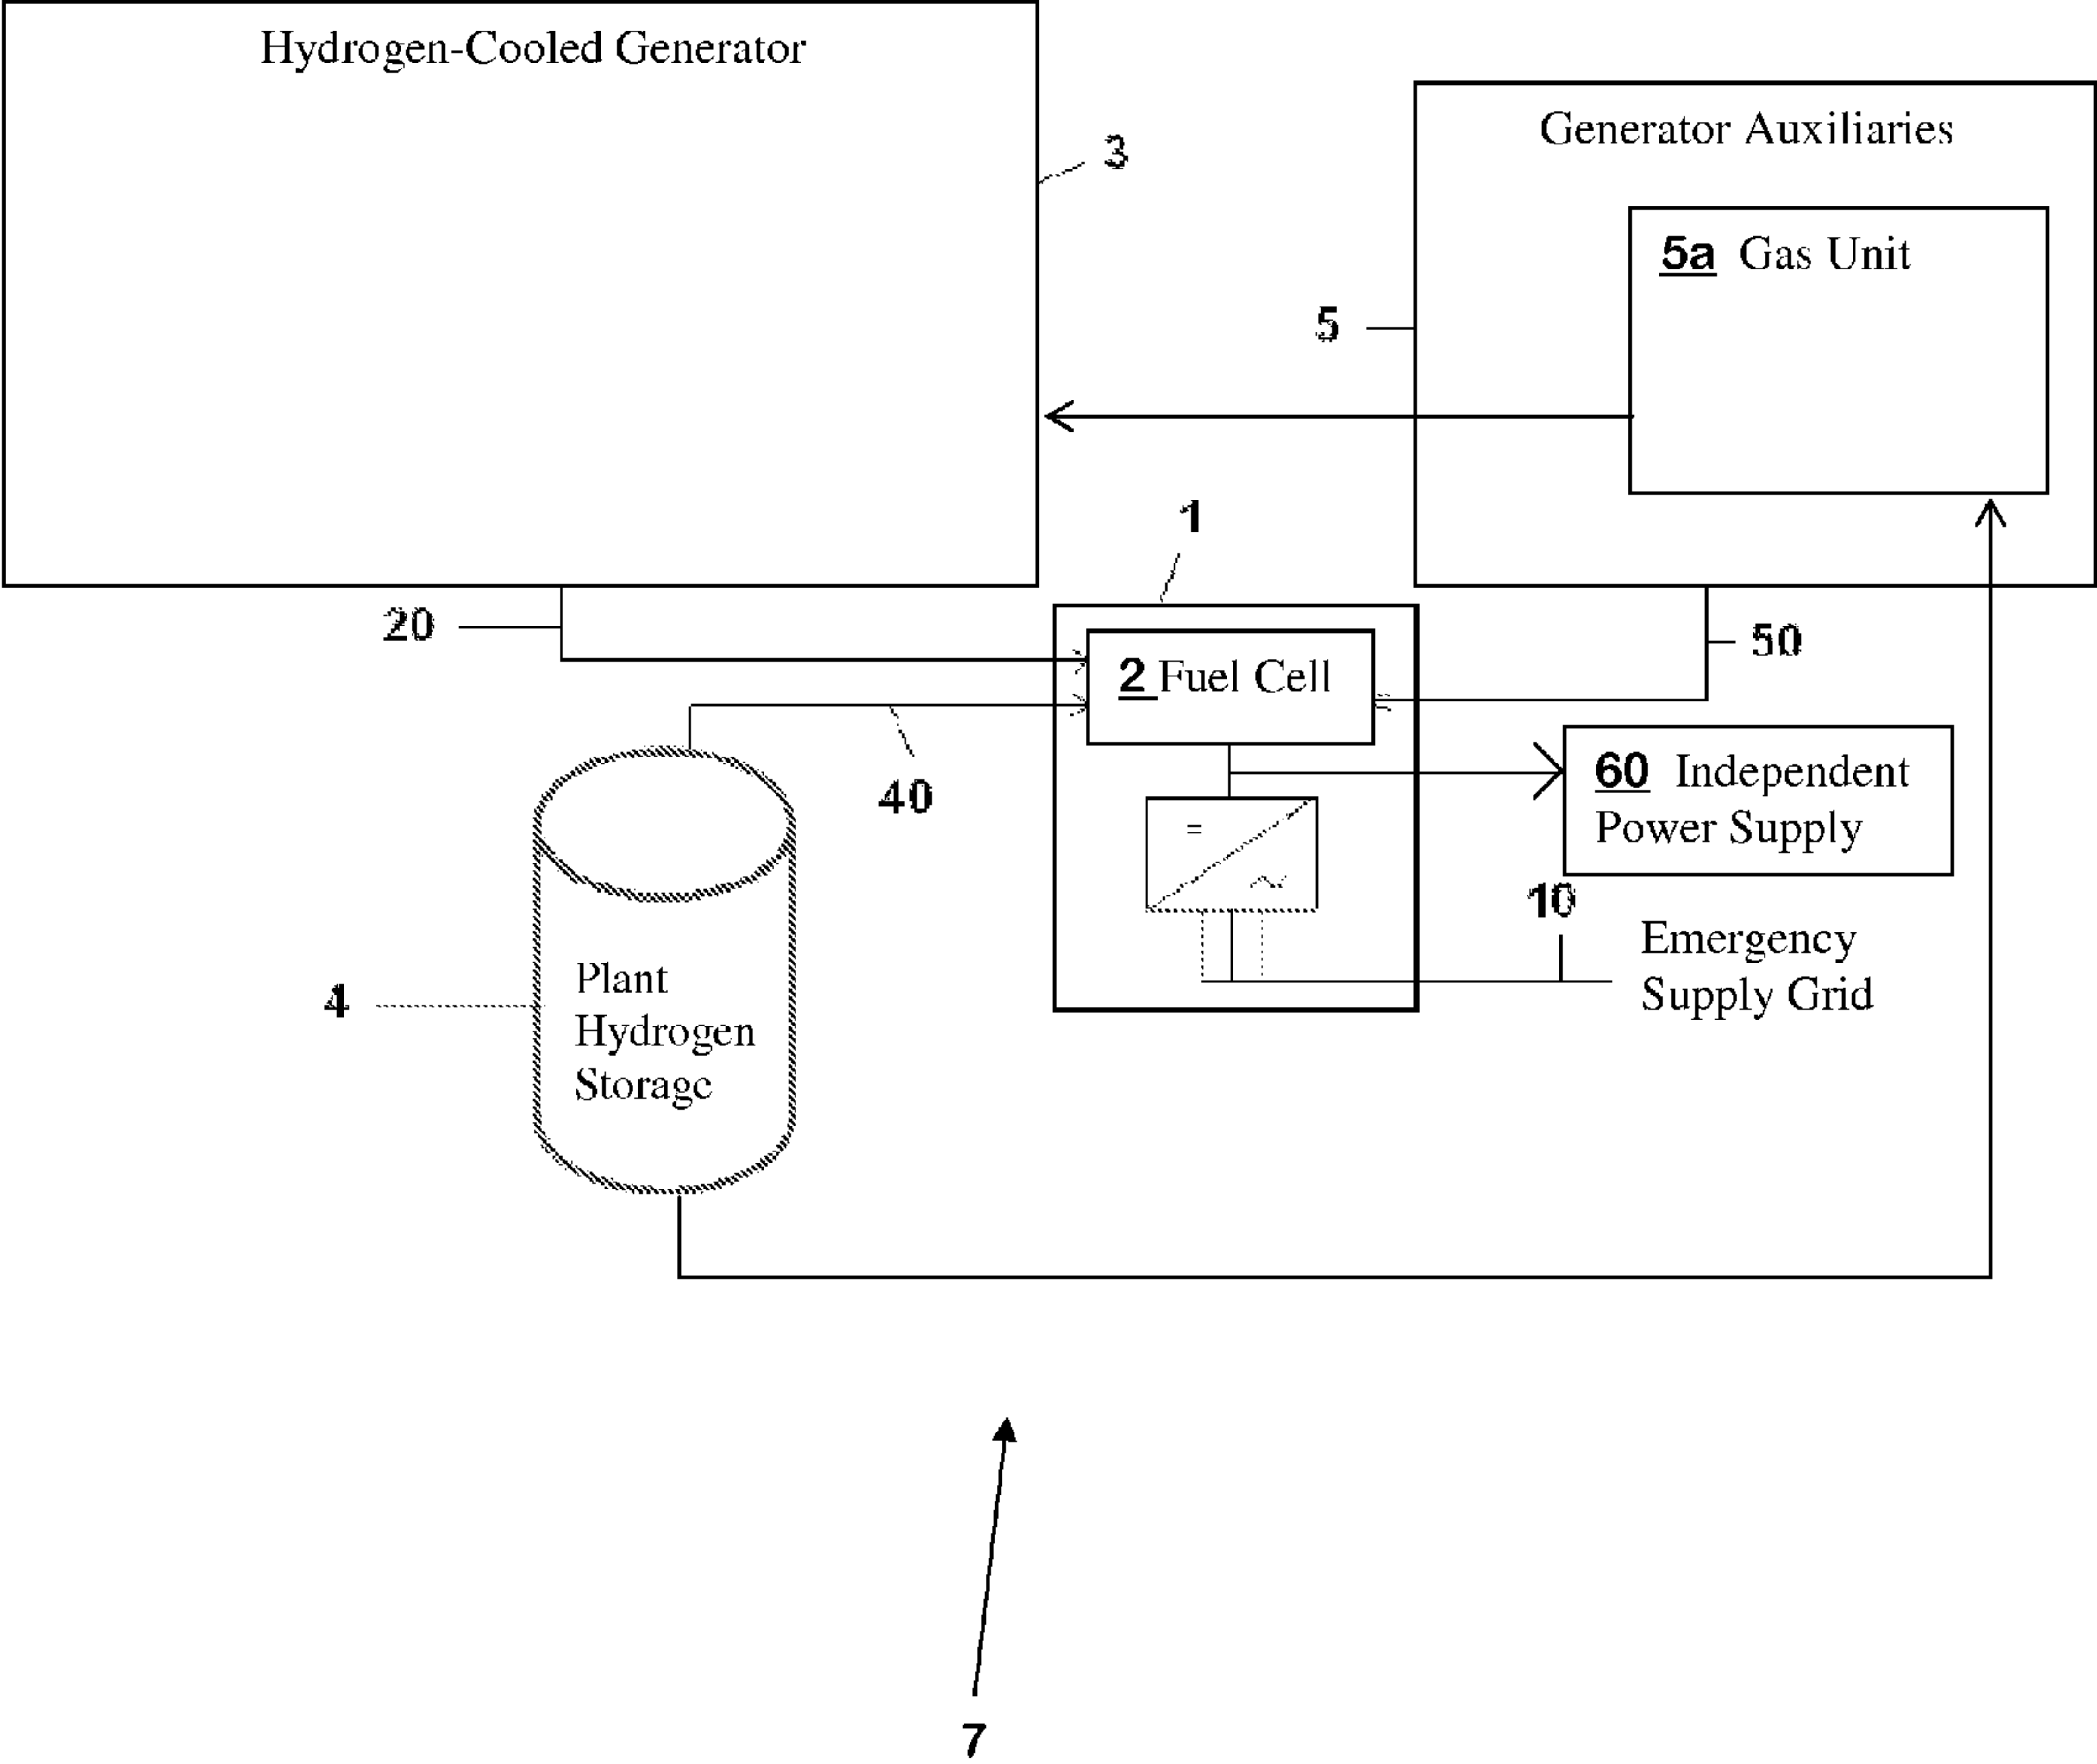 Hydrogen-Cooled Generator
3
Generator Auxiliaries
5a Gas Unit
5
1
20
2 Fuel Cell
50
40
60 Independent
Power Supply
=
~
10
Emergency
Supply Grid
4
Plant
Hydrogen
Storage
7